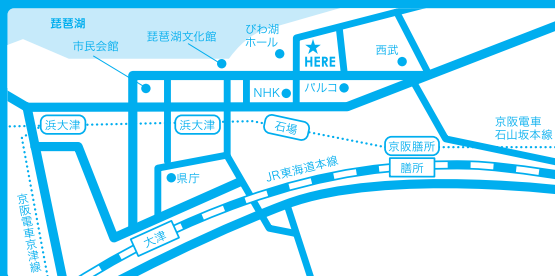 琵琶湖
びわ湖
ホール
琵琶湖文化館
市民会館
HERE
西武
NHK
パルコ
京阪電車
石山坂本線
浜大津
浜大津
石場
京阪膳所
膳所
JR東海道本線
県庁
大津
京阪電車京津線